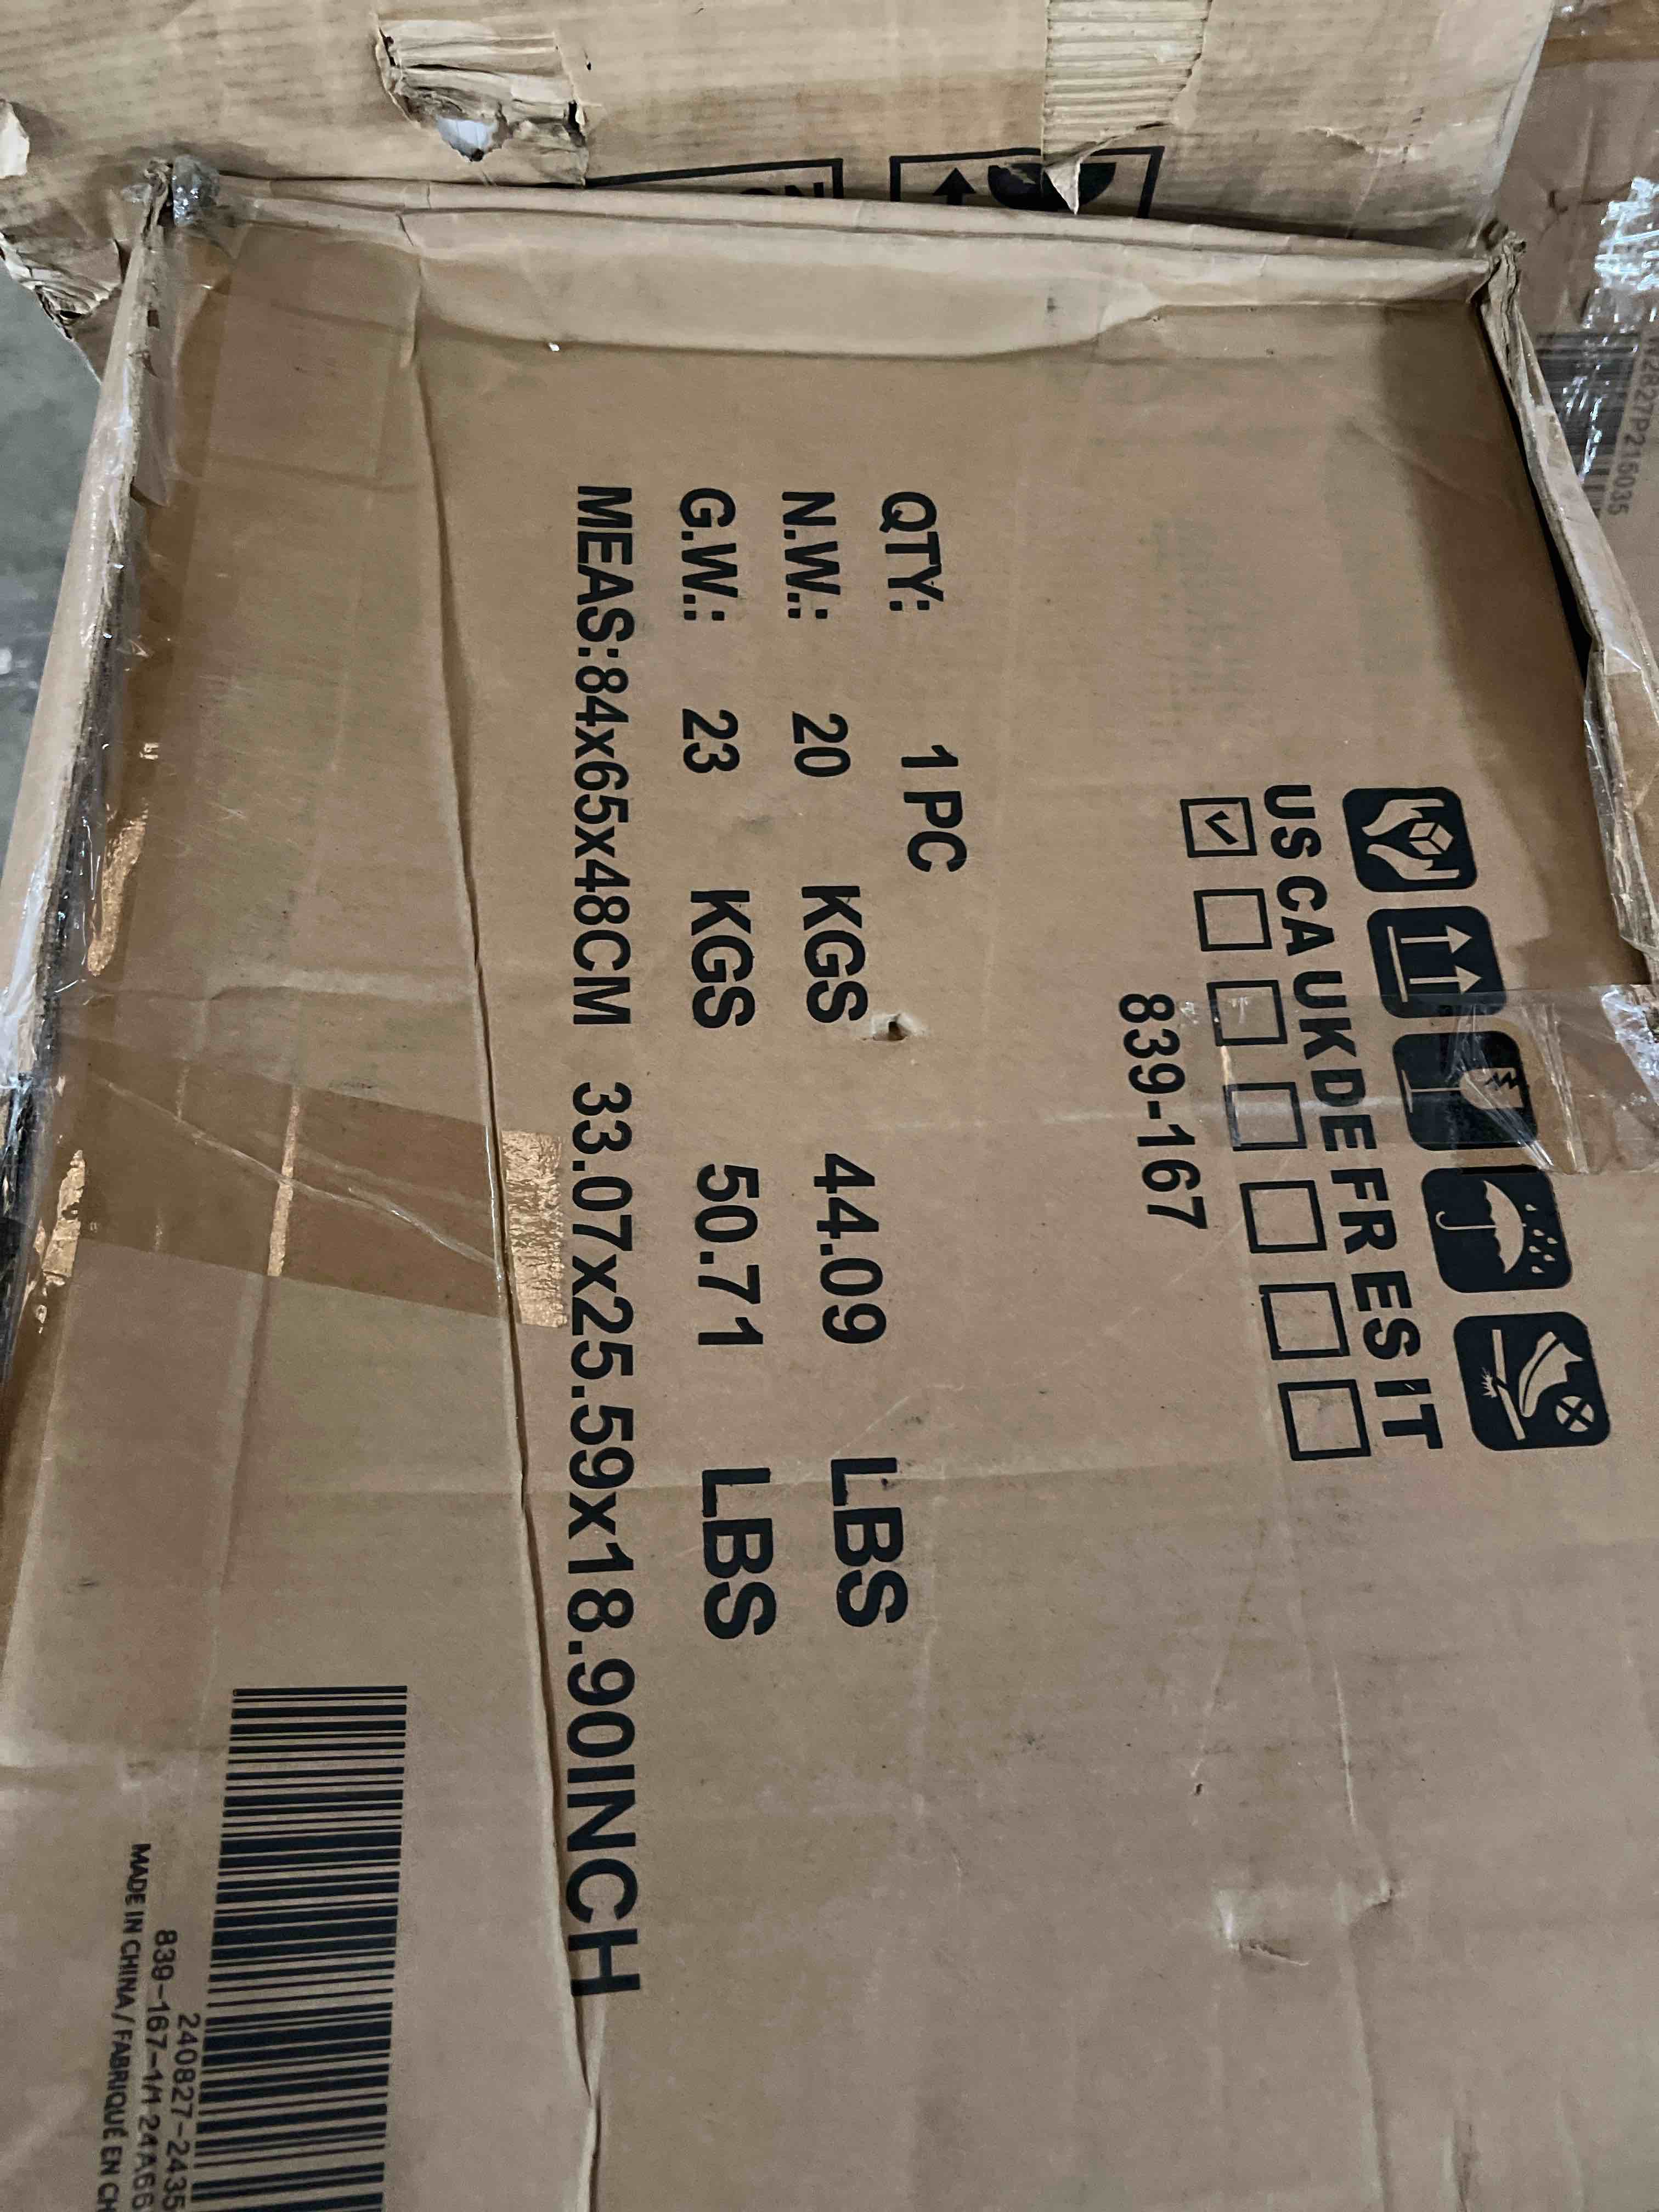 US CA UK DE FR ES IT
839-167
QTY: 1 PC
N.W.: 20 KGS 44.09 LBS
G.W.: 23 KGS 50.71 LBS
MEAS:84x65x48CM 33.07x25.59x18.90INCH
240827-2435
839-167-1/1 24A66
MADE IN CHINA / FABRIQUÉ EN CH
2827P215035